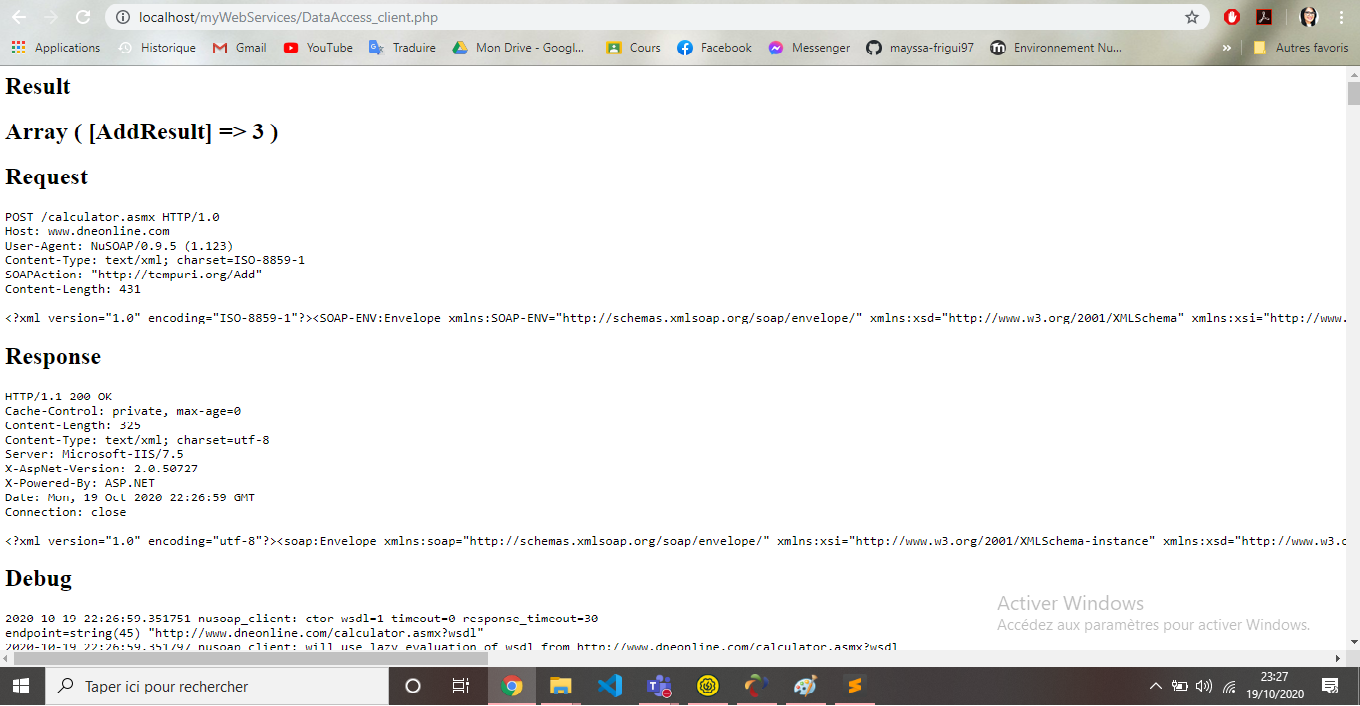 localhost/myWebServices/DataAccess_client.php
Applications Historique Gmail YouTube Traduire Mon Drive - Googl... Cours Facebook Messenger mayssa-frigui97 Environnement Nu... » Autres favoris
Result
Array ( [AddResult] => 3 )
Request
POST /calculator.asmx HTTP/1.0
Host: www.dneonline.com
User-Agent: NuSOAP/0.9.5 (1.123)
Content-Type: text/xml; charset=ISO-8859-1
SOAPAction: "http://tempuri.org/Add"
Content-Length: 431
<?xml version="1.0" encoding="ISO-8859-1"?><SOAP-ENV:Envelope xmlns:SOAP-ENV="http://schemas.xmlsoap.org/soap/envelope/" xmlns:xsd="http://www.w3.org/2001/XMLSchema" xmlns:xsi="http://www.
Response
HTTP/1.1 200 OK
Cache-Control: private, max-age=0
Content-Length: 325
Content-Type: text/xml; charset=utf-8
Server: Microsoft-IIS/7.5
X-AspNet-Version: 2.0.50727
X-Powered-By: ASP.NET
Date: Mon, 19 Oct 2020 22:26:59 GMT
Connection: close
<?xml version="1.0" encoding="utf-8"?><soap:Envelope xmlns:soap="http://schemas.xmlsoap.org/soap/envelope/" xmlns:xsi="http://www.w3.org/2001/XMLSchema-instance" xmlns:xsd="http://www.w3.o
Debug
2020-10-19 22:26:59.351751 nusoap_client: ctor wsdl=1 timeout=0 response_timeout=30
endpoint=string(45) "http://www.dneonline.com/calculator.asmx?wsdl"
2020-10-19 22:26:59.351797 nusoap_client: will use lazy evaluation of wsdl from http://www.dneonline.com/calculator.asmx?wsdl
Activer Windows
Accédez aux paramètres pour activer Windows.
Taper ici pour rechercher
23:27
19/10/2020